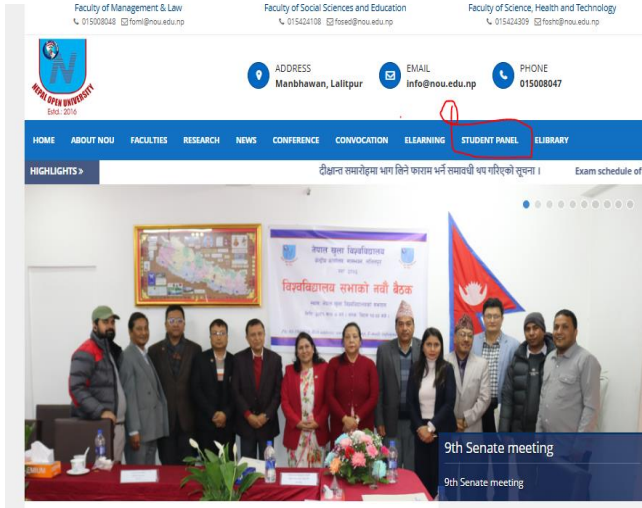 Faculty of Management & Law
015008048 foml@nou.edu.np
Faculty of Social Sciences and Education
015424108 fosed@nou.edu.np
Faculty of Science, Health and Technology
015424309 fosht@nou.edu.np
N
NEPAL OPEN UNIVERSITY
Estd.: 2016
ADDRESS
Manbhawan, Lalitpur
EMAIL
info@nou.edu.np
PHONE
015008047
1
HOME ABOUT NOU FACULTIES RESEARCH NEWS CONFERENCE CONVOCATION ELEARNING STUDENT PANEL ELIBRARY
HIGHLIGHTS » दीक्षान्त समारोहमा भाग लिने फाराम भर्ने समावधी थप गरिएको सूचना । Exam schedule of
नेपाल खुला विश्वविद्यालय
विश्वविद्यालय सभाको नवौं बैठक
9th Senate meeting
9th Senate meeting